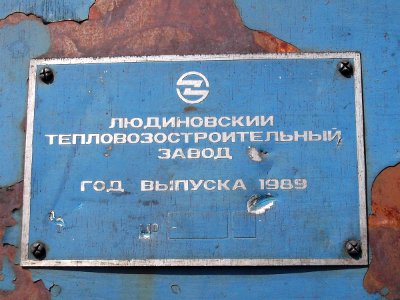 ЛЮДИНОВСКИЙ
ТЕПЛОВОЗОСТРОИТЕЛЬНЫЙ
ЗАВОД
ГОД ВЫПУСКА 1989